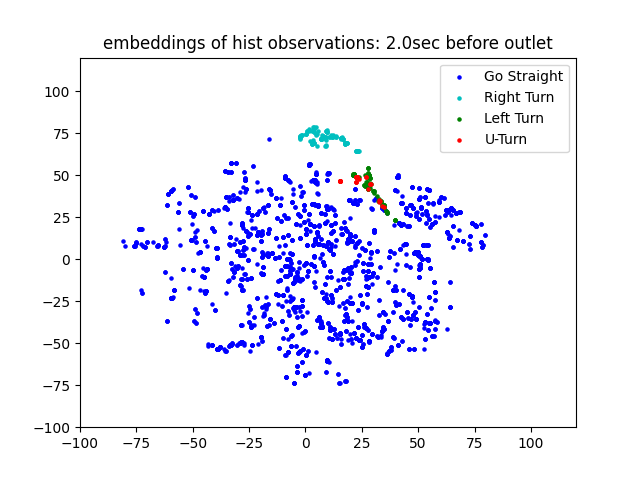 embeddings of hist observations: 2.0sec before outlet
Go Straight
Right Turn
Left Turn
U-Turn
100
75
50
25
0
−25
−50
−75
−100
−100 −75 −50 −25 0 25 50 75 100